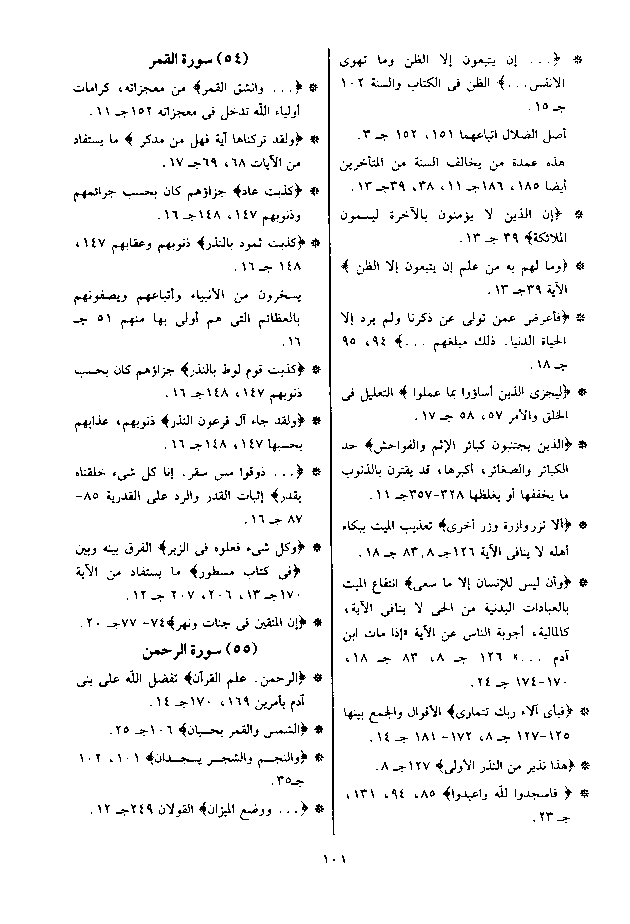 * ﴿... إن يتبعون إلا الظن وما تهوى
الأنفس...﴾ الظن فى الكتاب والسنة ١٠٢
جـ ١٥.
أصل الضلال اتباعهما ١٥١، ١٥٢ جـ ٣.
هذه عمدة من يخالف السنة من المتأخرين
أيضا ١٨٥، ١٨٦جـ ١١، ٣٨، ٣٩جـ ١٣.
* ﴿إن الذين لا يؤمنون بالآخرة ليسمون
الملائكة﴾ ٣٩ جـ ١٣.
* ﴿وما لهم به من علم إن يتبعون إلا الظن ﴾
الآية ٣٩جـ ١٣.
* ﴿فأعرض عمن تولى عن ذكرنا ولم يرد إلا
الحياة الدنيا. ذلك مبلغهم ...﴾ ٩٤، ٩٥
جـ ١٨.
* ﴿ليجزى الذين أساؤوا بما عملوا ﴾ التعليل فى
الخلق والأمر ٥٧، ٥٨ جـ ١٧.
* ﴿الذين يجتنبون كبائر الإثم والفواحش﴾ حد
الكبائر والصغائر، أكبرها، قد يقترن بالذنوب
ما يخففها أو يغلظها ٣٢٨-٣٥٧جـ ١١.
* ﴿ألا تزر وازرة وزر أخرى﴾ تعذيب الميت ببكاء
أهله لا ينافى الآية ١٢٦جـ ٨، ٨٣ جـ ١٨.
* ﴿وأن ليس للإنسان إلا ما سعى﴾ انتفاع الميت
بالعبادات البدنية من الحى لا ينافى الآية،
كالمالية، أجوبة الناس عن الآية «إذا مات ابن
آدم ...» ١٢٦ جـ ٨، ٨٣ جـ ١٨،
١٧٠-١٧٤ جـ ٢٤.
* ﴿فبأى آلاء ربك تتمارى﴾ الأقوال والجمع بينها
١٢٥-١٢٧ جـ ٨، ١٧٢- ١٨١ جـ ١٤.
* ﴿هذا نذير من النذر الأولى﴾ ١٢٧جـ ٨.
* ﴿ فاسجدوا لله واعبدوا﴾ ٨٥، ٩٤، ١٣١،
جـ ٢٣.
(٥٤) سورة القمر
* ﴿... وانشق القمر﴾ من معجزاته، كرامات
أولياء الله تدخل فى معجزاته ١٥٢جـ ١١.
* ﴿ولقد تركناها آية فهل من مدكر ﴾ ما يستفاد
من الآيات ٦٨، ٦٩جـ ١٧.
* ﴿كذبت عاد﴾ جزاؤهم كان بحسب جرائمهم
وذنوبهم ١٤٧، ١٤٨جـ ١٦.
* ﴿كذبت ثمود بالنذر﴾ ذنوبهم وعقابهم ١٤٧،
١٤٨ جـ ١٦.
يسخرون من الأنبياء وأتباعهم ويصفونهم
بالعظائم التى هم أولى بها منهم ٥١ جـ
١٦.
* ﴿كذبت قوم لوط بالنذر﴾ جزاؤهم كان بحسب
ذنوبهم ١٤٧، ١٤٨جـ ١٦.
* ﴿ولقد جاء آل فرعون النذر﴾ ذنوبهم، عذابهم
بحسبها ١٤٧، ١٤٨جـ ١٦.
* ﴿... ذوقوا مس سقر. إنا كل شىء خلقناه
بقدر﴾ إثبات القدر والرد على القدرية ٨٥-
٨٧ جـ ١٦.
* ﴿وكل شىء فعلوه فى الزبر﴾ الفرق بينه وبين
﴿فى كتاب مسطور﴾ ما يستفاد من الآية
١٧٠جـ ١٣، ٢٠٦، ٢٠٧ جـ ١٢.
* ﴿إن المتقين فى جنات ونهر﴾٧٤- ٧٧جـ ٢٠.
(٥٥) سورة الرحمن
* ﴿الرحمن. علم القرآن﴾ تفضل الله على بنى
آدم بأمرين ١٦٩، ١٧٠جـ ١٤.
* ﴿الشمس والقمر بحسبان﴾ ١٠٦جـ ٢٥.
* ﴿والنجـم والشجـر يسـجدان﴾ ١٠١، ١٠٢
جـ٣٥.
* ﴿... ووضع الميزان﴾ القولان ٢٤٩جـ ١٢.
١٠١